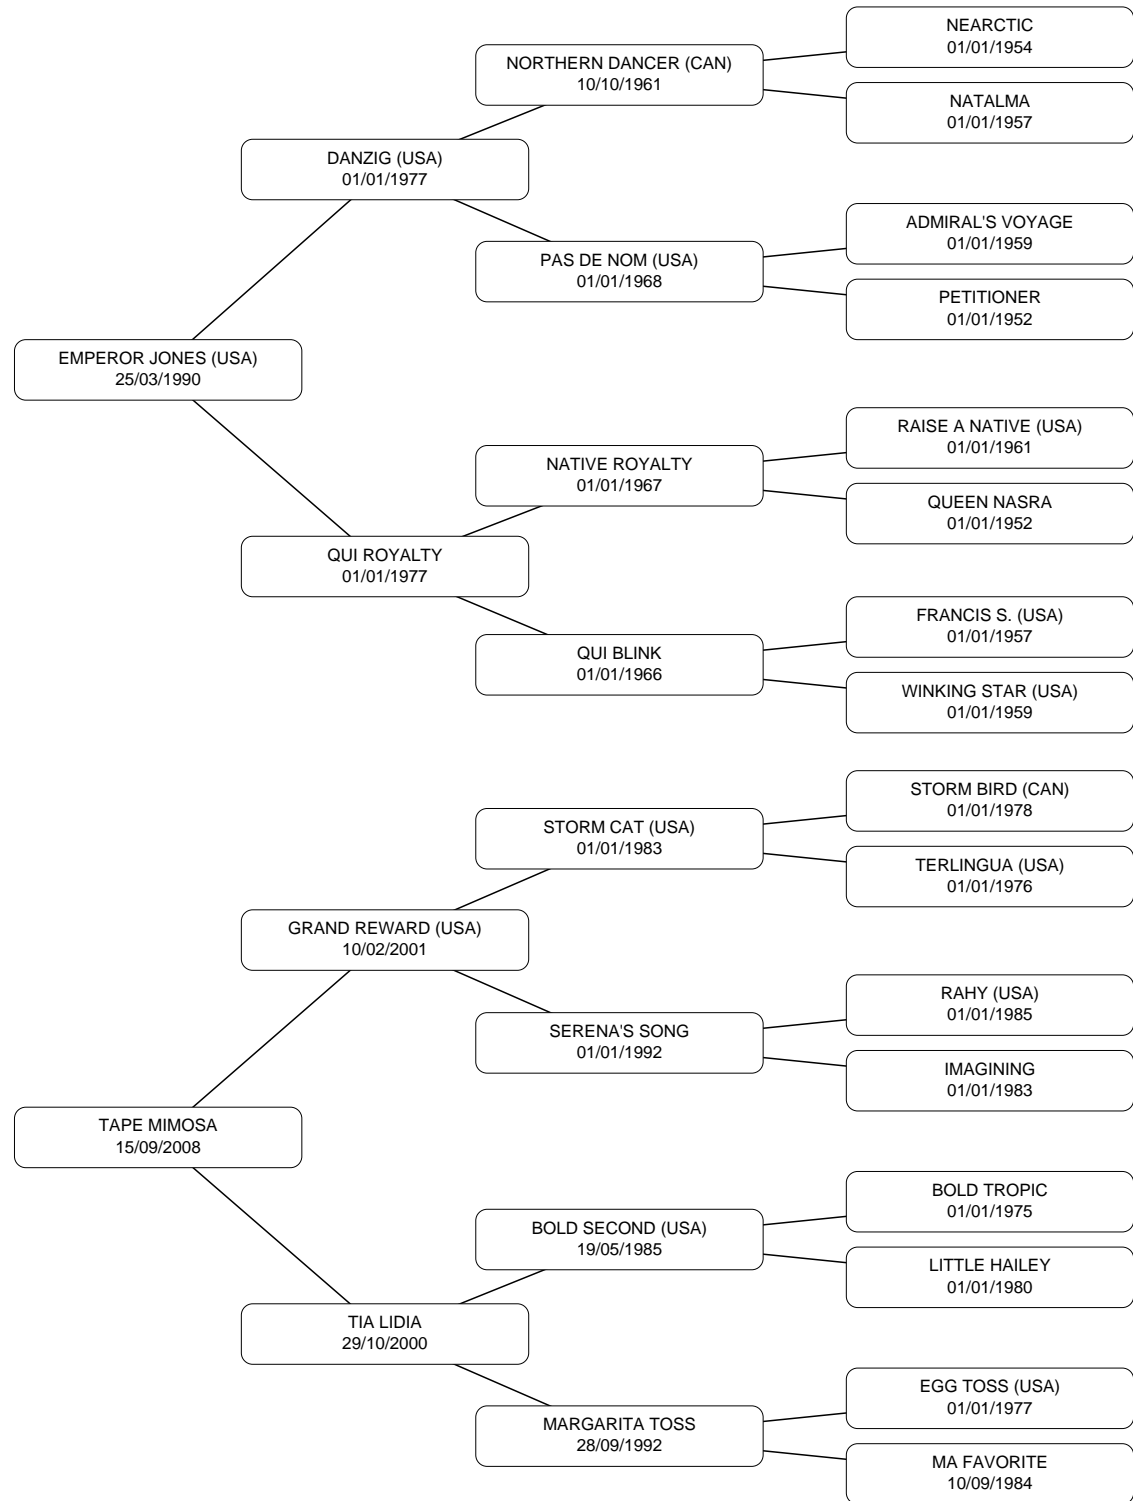 NEARCTIC
01/01/1954
NORTHERN DANCER (CAN)
10/10/1961
NATALMA
01/01/1957
DANZIG (USA)
01/01/1977
ADMIRAL'S VOYAGE
01/01/1959
PAS DE NOM (USA)
01/01/1968
PETITIONER
01/01/1952
EMPEROR JONES (USA)
25/03/1990
RAISE A NATIVE (USA)
01/01/1961
NATIVE ROYALTY
01/01/1967
QUEEN NASRA
01/01/1952
QUI ROYALTY
01/01/1977
FRANCIS S. (USA)
01/01/1957
QUI BLINK
01/01/1966
WINKING STAR (USA)
01/01/1959
STORM BIRD (CAN)
01/01/1978
STORM CAT (USA)
01/01/1983
TERLINGUA (USA)
01/01/1976
GRAND REWARD (USA)
10/02/2001
RAHY (USA)
01/01/1985
SERENA'S SONG
01/01/1992
IMAGINING
01/01/1983
TAPE MIMOSA
15/09/2008
BOLD TROPIC
01/01/1975
BOLD SECOND (USA)
19/05/1985
LITTLE HAILEY
01/01/1980
TIA LIDIA
29/10/2000
EGG TOSS (USA)
01/01/1977
MARGARITA TOSS
28/09/1992
MA FAVORITE
10/09/1984